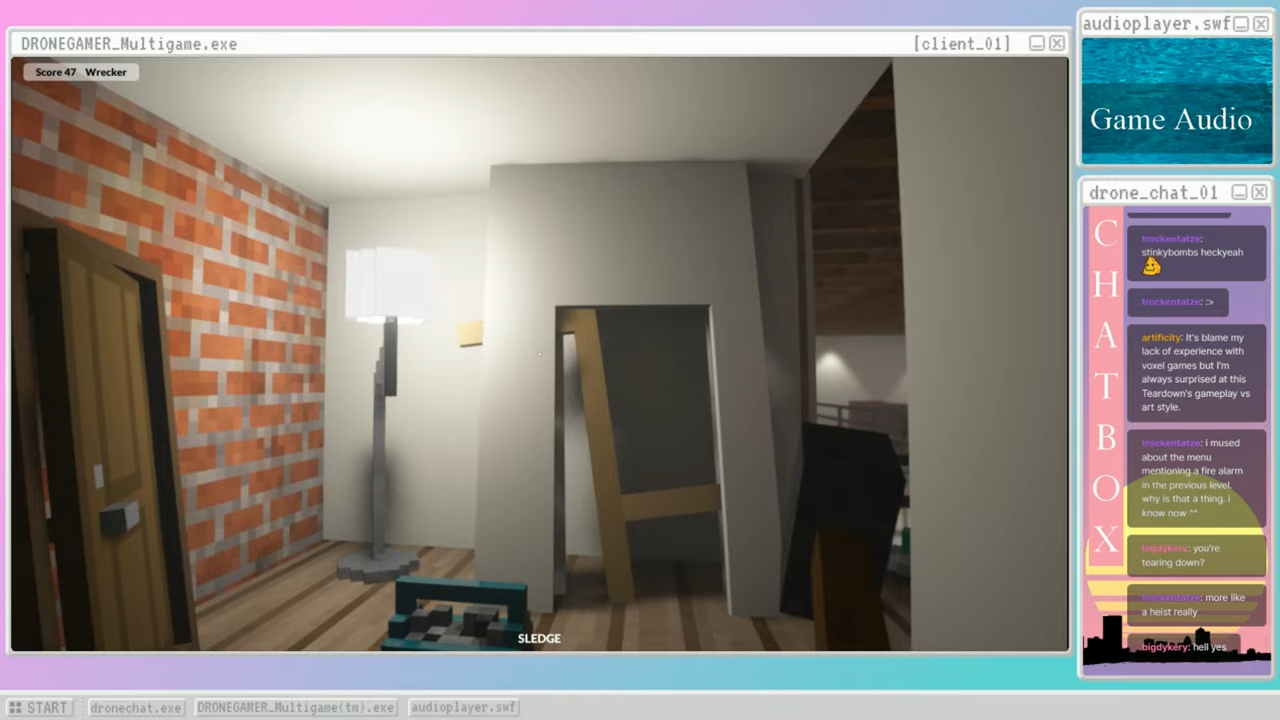 DRONEGAMER_Multigame.exe
[client_01]
Score 47 Wrecker
SLEDGE
audioplayer.swf
Game Audio
drone_chat_01
CHATBOX
trockentatze:
stinkybombs heckyeah
trockentatze: :>
artificity: It's blame my
lack of experience with
voxel games but I'm
always surprised at this
Teardown's gameplay vs
art style.
trockentatze: i mused
about the menu
mentioning a fire alarm
in the previous level.
why is that a thing. i
know now ^^
bigdykery: you're
tearing down?
trockentatze: more like
a heist really
bigdykery: hell yes
START
dronechat.exe
DRONEGAMER_Multigame(tm).exe
audioplayer.swf